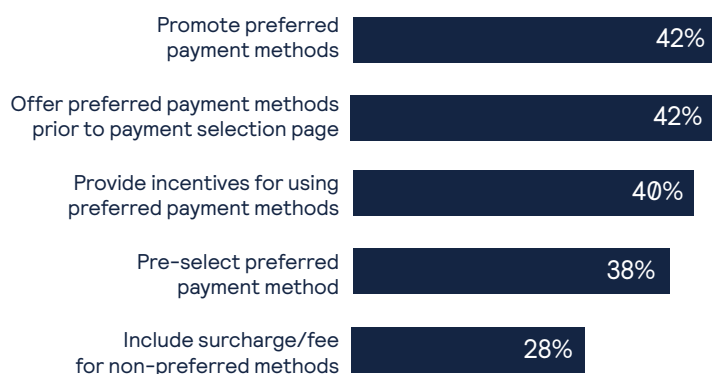 Promote preferred
payment methods
42%
Offer preferred payment methods
prior to payment selection page
42%
Provide incentives for using
preferred payment methods
40%
Pre-select preferred
payment method
38%
Include surcharge/fee
for non-preferred methods
28%